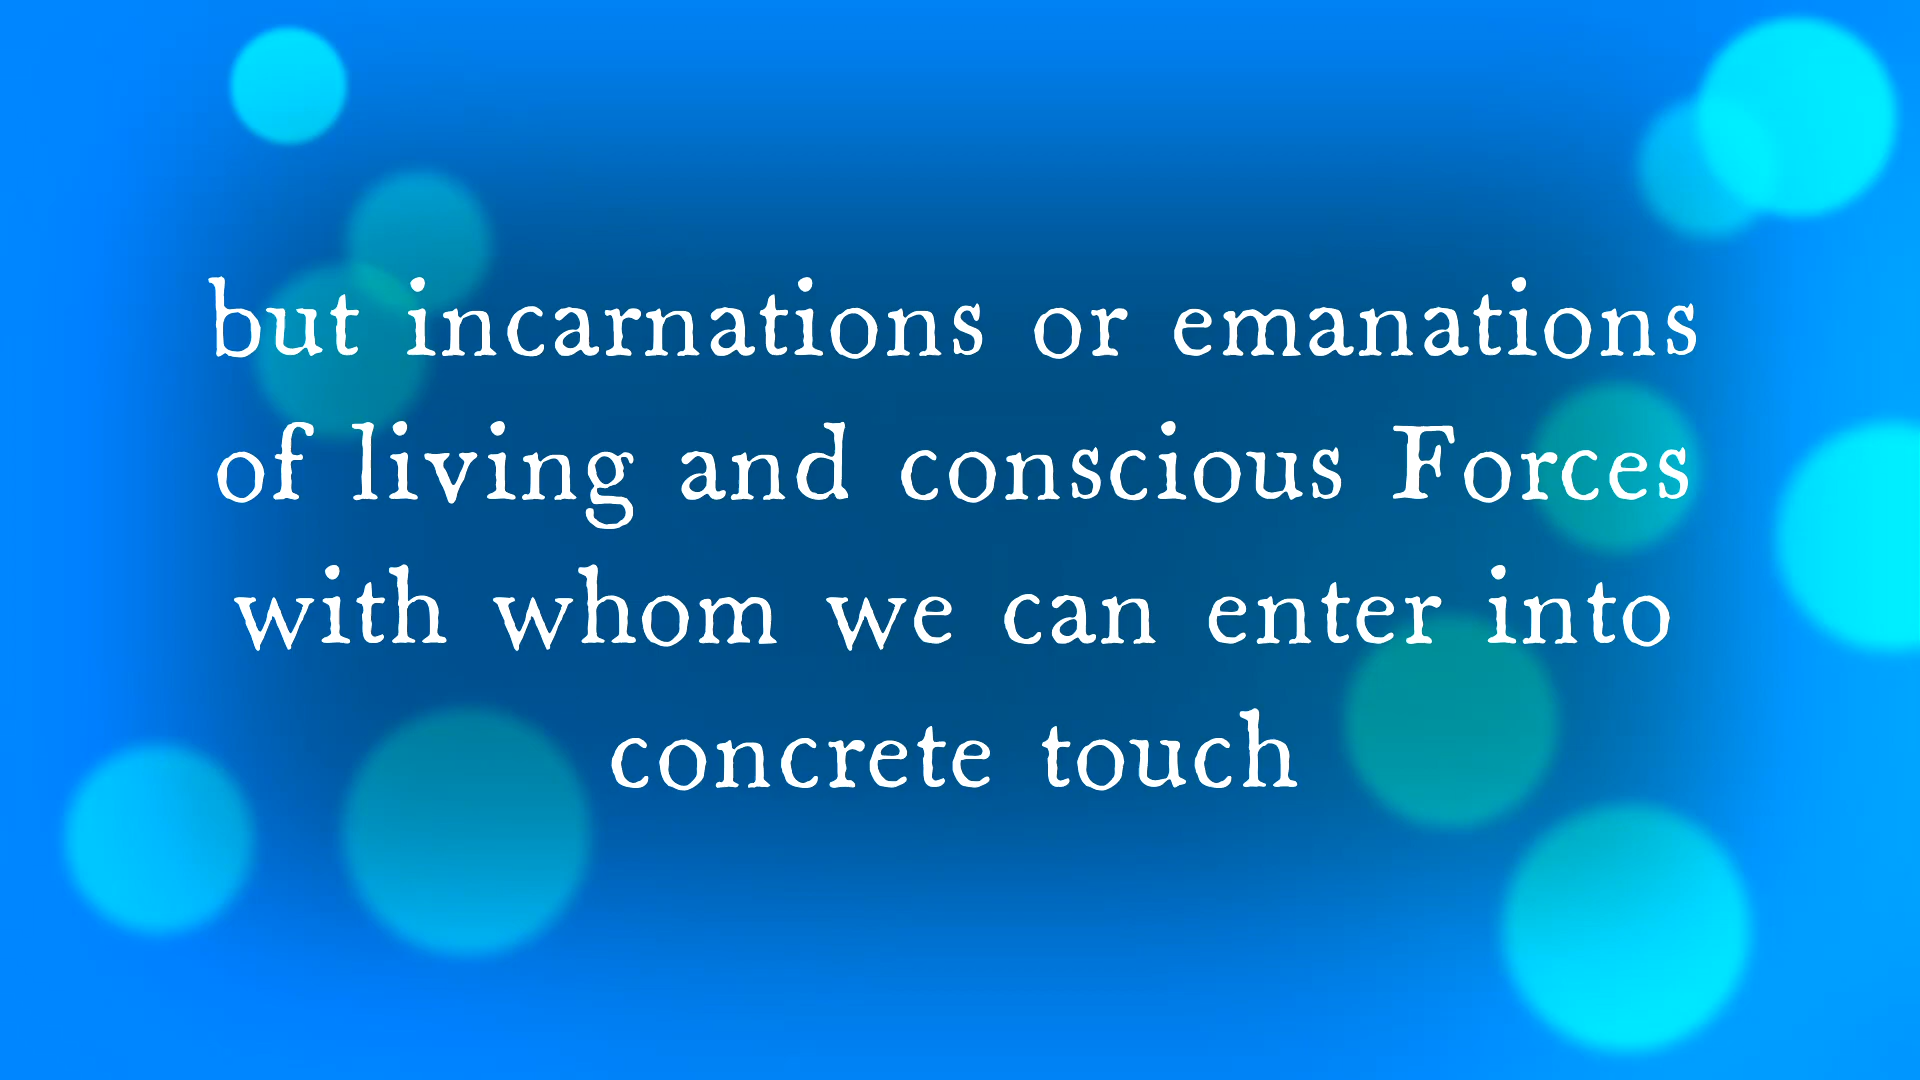 but incarnations or emanations
of living and conscious Forces
with whom we can enter into
concrete touch